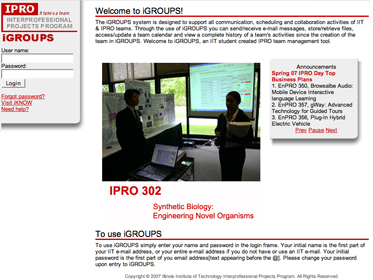 IPRO It takes a team
INTERPROFESSIONAL
PROJECTS PROGRAM
iGROUPS
User name:
Password:
Login
Forgot password?
Visit iKNOW
Need help?
Welcome to iGROUPS!
The iGROUPS system is designed to support all communication, scheduling and collaboration activities of IIT
& IPRO teams. Through the use of iGROUPS you can send/receive e-mail messages, store/retrieve files,
access/update a team calendar and view a complete history of a team's activities since the creation of the
team in iGROUPS. Welcome to iGROUPS, an IIT student created IPRO team management tool.
Announcements
Spring 07 IPRO Day Top
Business Plans
1. EnPRO 350, Browsalbe Audio:
Mobile Device Interactive
language Learning
2. EnPRO 357, gWay: Advanced
Technology for Guided Tours
3. EnPRO 356, Plug-In Hybrid
Electric Vehicle
Prev Pause Next
IPRO 302
Synthetic Biology:
Engineering Novel Organisms
To use iGROUPS
To use iGROUPS simply enter your name and password in the login frame. Your initial name is the first part of
your IIT e-mail address, or your entire e-mail address if you do not have or use an IIT e-mail. Your initial
password is the first part of you email address[text appearing before the @]. Please change your password
upon entry to iGROUPS.
Copyright © 2007 Illinois Institute of Technology Interprofessional Projects Program. All Rights Reserved.